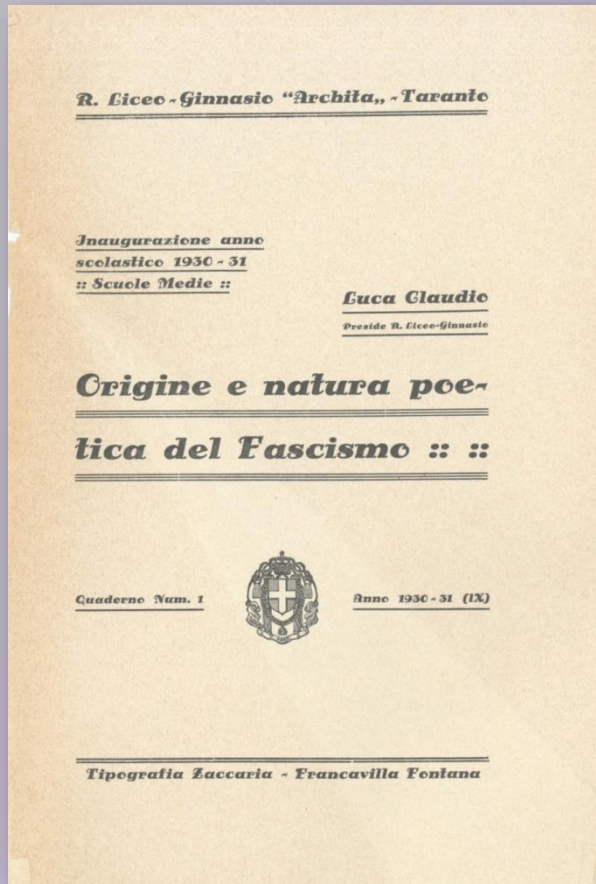 R. Liceo-Ginnasio “Archita„ - Taranto
Inaugurazione anno
scolastico 1930 - 31
:: Scuole Medie ::
Luca Claudio
Preside R. Liceo-Ginnasio
Origine e natura poe-
tica del Fascismo :: ::
Quaderno Num. 1
Anno 1930 - 31 (IX)
Tipografia Zaccaria - Francavilla Fontana